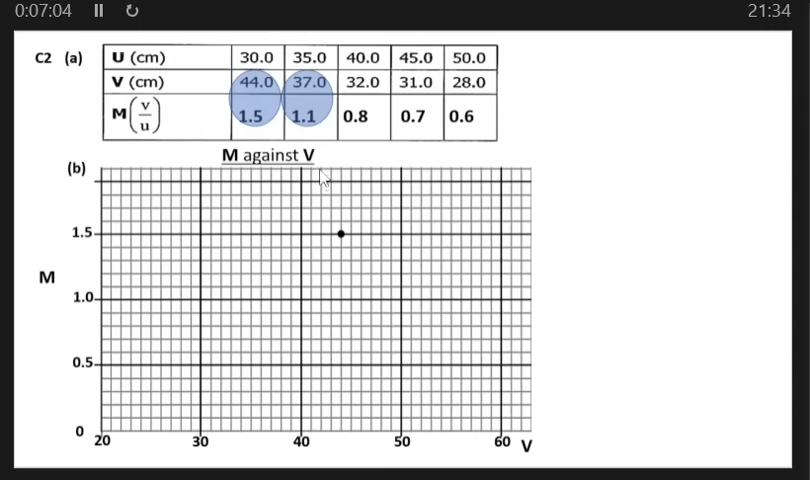 0:07:04
21:34
C2 (a) U (cm) 30.0 35.0 40.0 45.0 50.0
V (cm) 44.0 37.0 32.0 31.0 28.0
M(v/u) 1.5 1.1 0.8 0.7 0.6
M against V
(b)
1.5
M
1.0
0.5
0
20 30 40 50 60 V